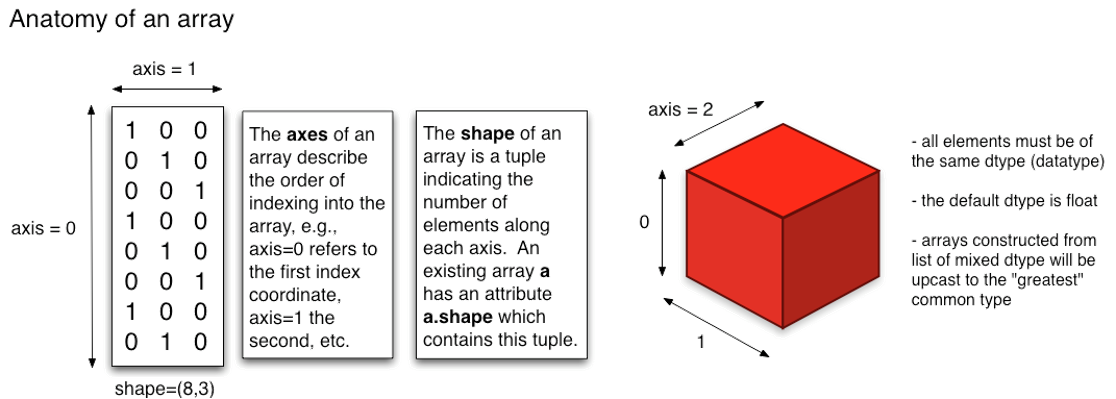 Anatomy of an array
axis = 1
axis = 0
1 0 0
0 1 0
0 0 1
1 0 0
0 1 0
0 0 1
1 0 0
0 1 0
shape=(8,3)
The axes of an
array describe
the order of
indexing into the
array, e.g.,
axis=0 refers to
the first index
coordinate,
axis=1 the
second, etc.
The shape of an
array is a tuple
indicating the
number of
elements along
each axis.  An
existing array a
has an attribute
a.shape which
contains this tuple.
axis = 2
0
1
- all elements must be of
the same dtype (datatype)
- the default dtype is float
- arrays constructed from
list of mixed dtype will be
upcast to the "greatest"
common type